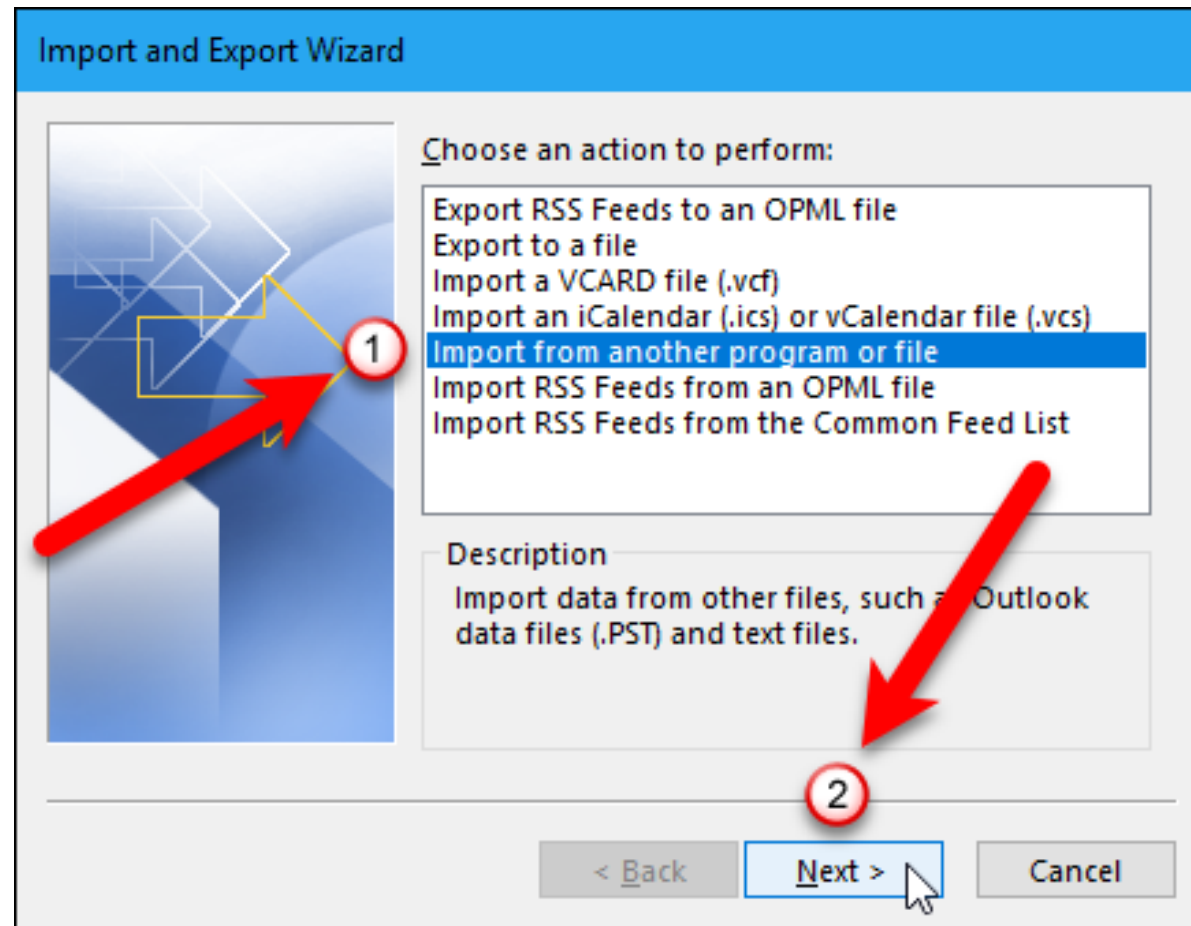 Import and Export Wizard
Choose an action to perform:
Export RSS Feeds to an OPML file
Export to a file
Import a VCARD file (.vcf)
Import an iCalendar (.ics) or vCalendar file (.vcs)
1
Import from another program or file
Import RSS Feeds from an OPML file
Import RSS Feeds from the Common Feed List
Description
Import data from other files, such Outlook
data files (.PST) and text files.
2
< Back
Next >
Cancel